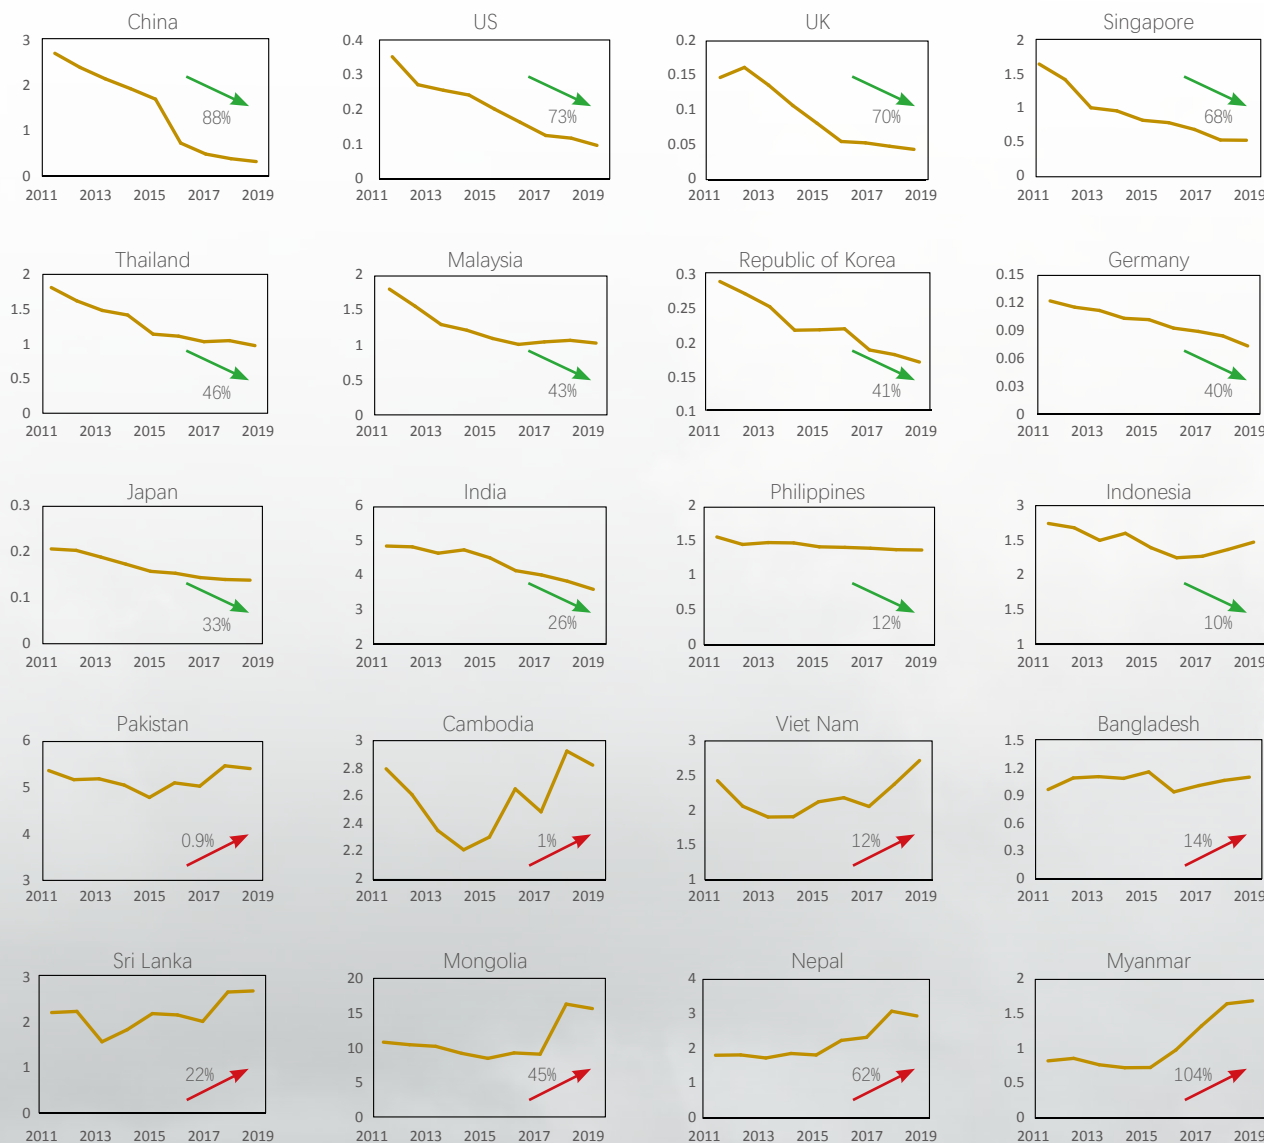 China
3
2
1
0
88%
2011 2013 2015 2017 2019
US
0.4
0.3
0.2
0.1
0
73%
2011 2013 2015 2017 2019
UK
0.2
0.15
0.1
0.05
0
70%
2011 2013 2015 2017 2019
Singapore
2
1.5
1
0.5
0
68%
2011 2013 2015 2017 2019
Thailand
2
1.5
1
0.5
0
46%
2011 2013 2015 2017 2019
Malaysia
2
1.5
1
0.5
0
43%
2011 2013 2015 2017 2019
Republic of Korea
0.3
0.25
0.2
0.15
0.1
41%
2011 2013 2015 2017 2019
Germany
0.15
0.12
0.09
0.06
0.03
0
40%
2011 2013 2015 2017 2019
Japan
0.3
0.2
0.1
0
33%
2011 2013 2015 2017 2019
India
6
5
4
3
2
26%
2011 2013 2015 2017 2019
Philippines
2
1.5
1
0.5
0
12%
2011 2013 2015 2017 2019
Indonesia
3
1.5
2
1.5
1
10%
2011 2013 2015 2017 2019
Pakistan
6
5
4
3
0.9%
2011 2013 2015 2017 2019
Cambodia
3
2.8
2.6
2.4
2.2
2
1%
2011 2013 2015 2017 2019
Viet Nam
3
2.5
2
1.5
1
12%
2011 2013 2015 2017 2019
Bangladesh
1.5
1.2
0.9
0.6
0.3
0
14%
2011 2013 2015 2017 2019
Sri Lanka
3
2
1
0
22%
2011 2013 2015 2017 2019
Mongolia
20
15
10
5
0
45%
2011 2013 2015 2017 2019
Nepal
4
3
2
1
0
62%
2011 2013 2015 2017 2019
Myanmar
2
1.5
1
0.5
0
104%
2011 2013 2015 2017 2019